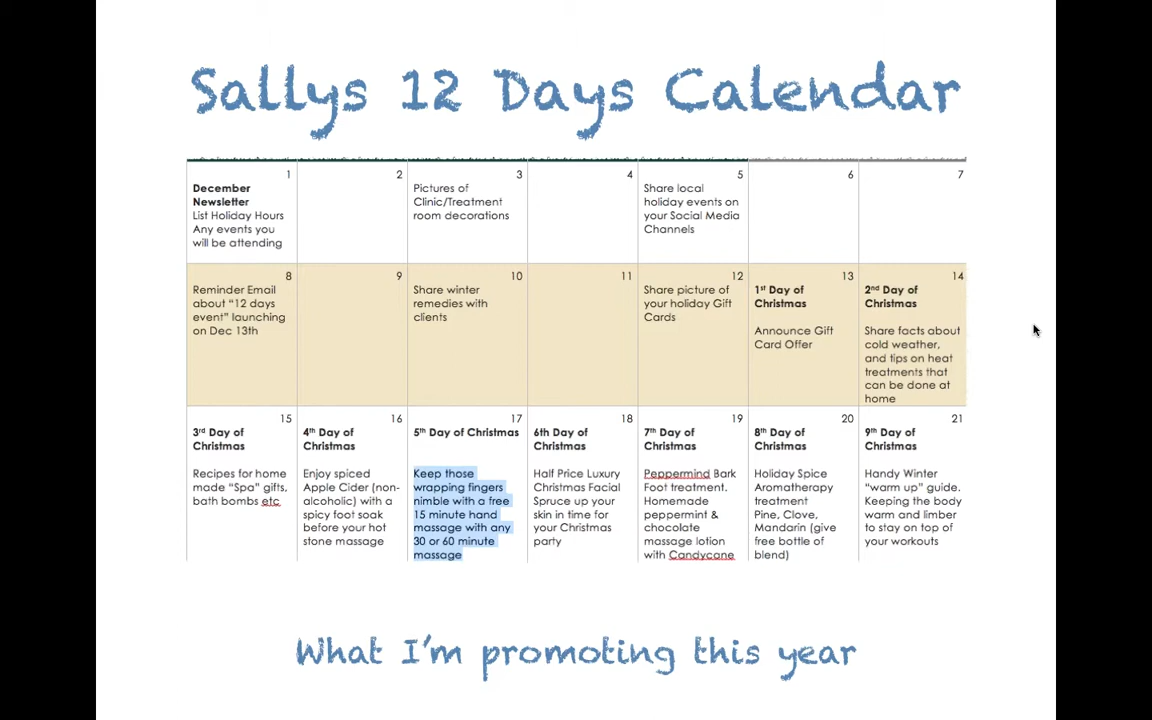 Sallys 12 Days Calendar
1
December
Newsletter
List Holiday Hours
Any events you
will be attending
2
3
Pictures of
Clinic/Treatment
room decorations
4
5
Share local
holiday events on
your Social Media
Channels
6
7
8
Reminder Email
about “12 days
event” launching
on Dec 13th
9
10
Share winter
remedies with
clients
11
12
Share picture of
your holiday Gift
Cards
13
1st Day of
Christmas
Announce Gift
Card Offer
14
2nd Day of
Christmas
Share facts about
cold weather,
and tips on heat
treatments that
can be done at
home
15
3rd Day of
Christmas
Recipes for home
made “Spa” gifts,
bath bombs etc
16
4th Day of
Christmas
Enjoy spiced
Apple Cider (non-
alcoholic) with a
spicy foot soak
before your hot
stone massage
17
5th Day of Christmas
Keep those
wrapping fingers
nimble with a free
15 minute hand
massage with any
30 or 60 minute
massage
18
6th Day of
Christmas
Half Price Luxury
Christmas Facial
Spruce up your
skin in time for
your Christmas
party
19
7th Day of
Christmas
Peppermind Bark
Foot treatment.
Homemade
peppermint &
chocolate
massage lotion
with Candycane
20
8th Day of
Christmas
Holiday Spice
Aromatherapy
treatment
Pine, Clove,
Mandarin (give
free bottle of
blend)
21
9th Day of
Christmas
Handy Winter
“warm up” guide.
Keeping the body
warm and limber
to stay on top of
your workouts
What I’m promoting this year